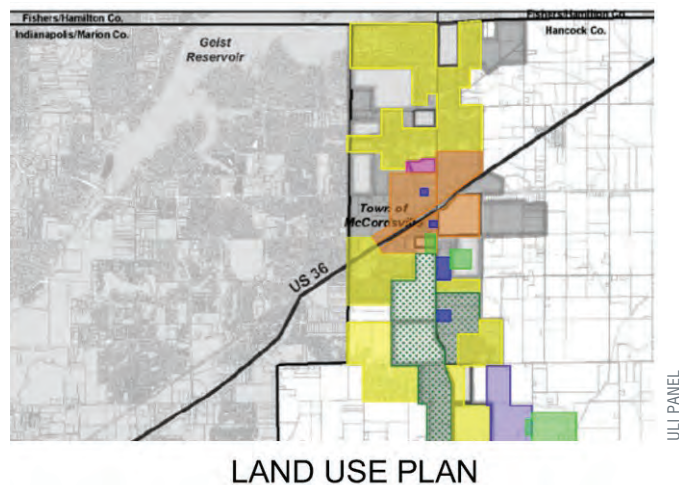 Fishers/Hamilton Co.
Fishers/Hamilton Co.
Indianapolis/Marion Co.
Hancock Co.
Geist
Reservoir
Town of
McCordsville
US 36
ULI PANEL
LAND USE PLAN